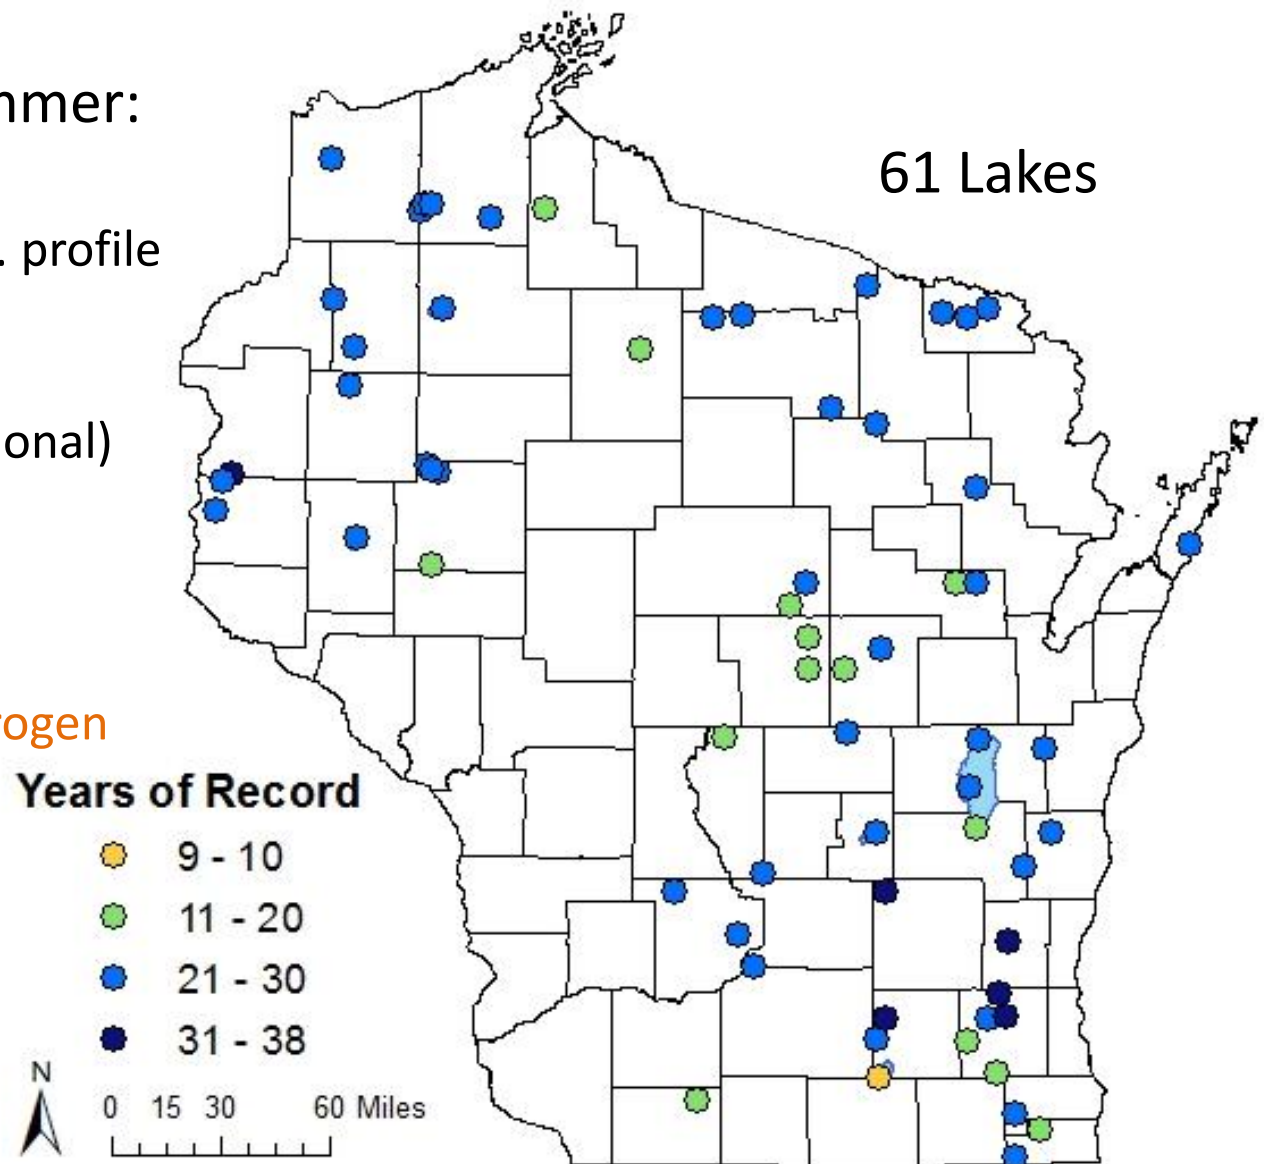 mmer:
61 Lakes
. profile
onal)
rogen
Years of Record
9 - 10
11 - 20
21 - 30
31 - 38
N
0 15 30 60 Miles